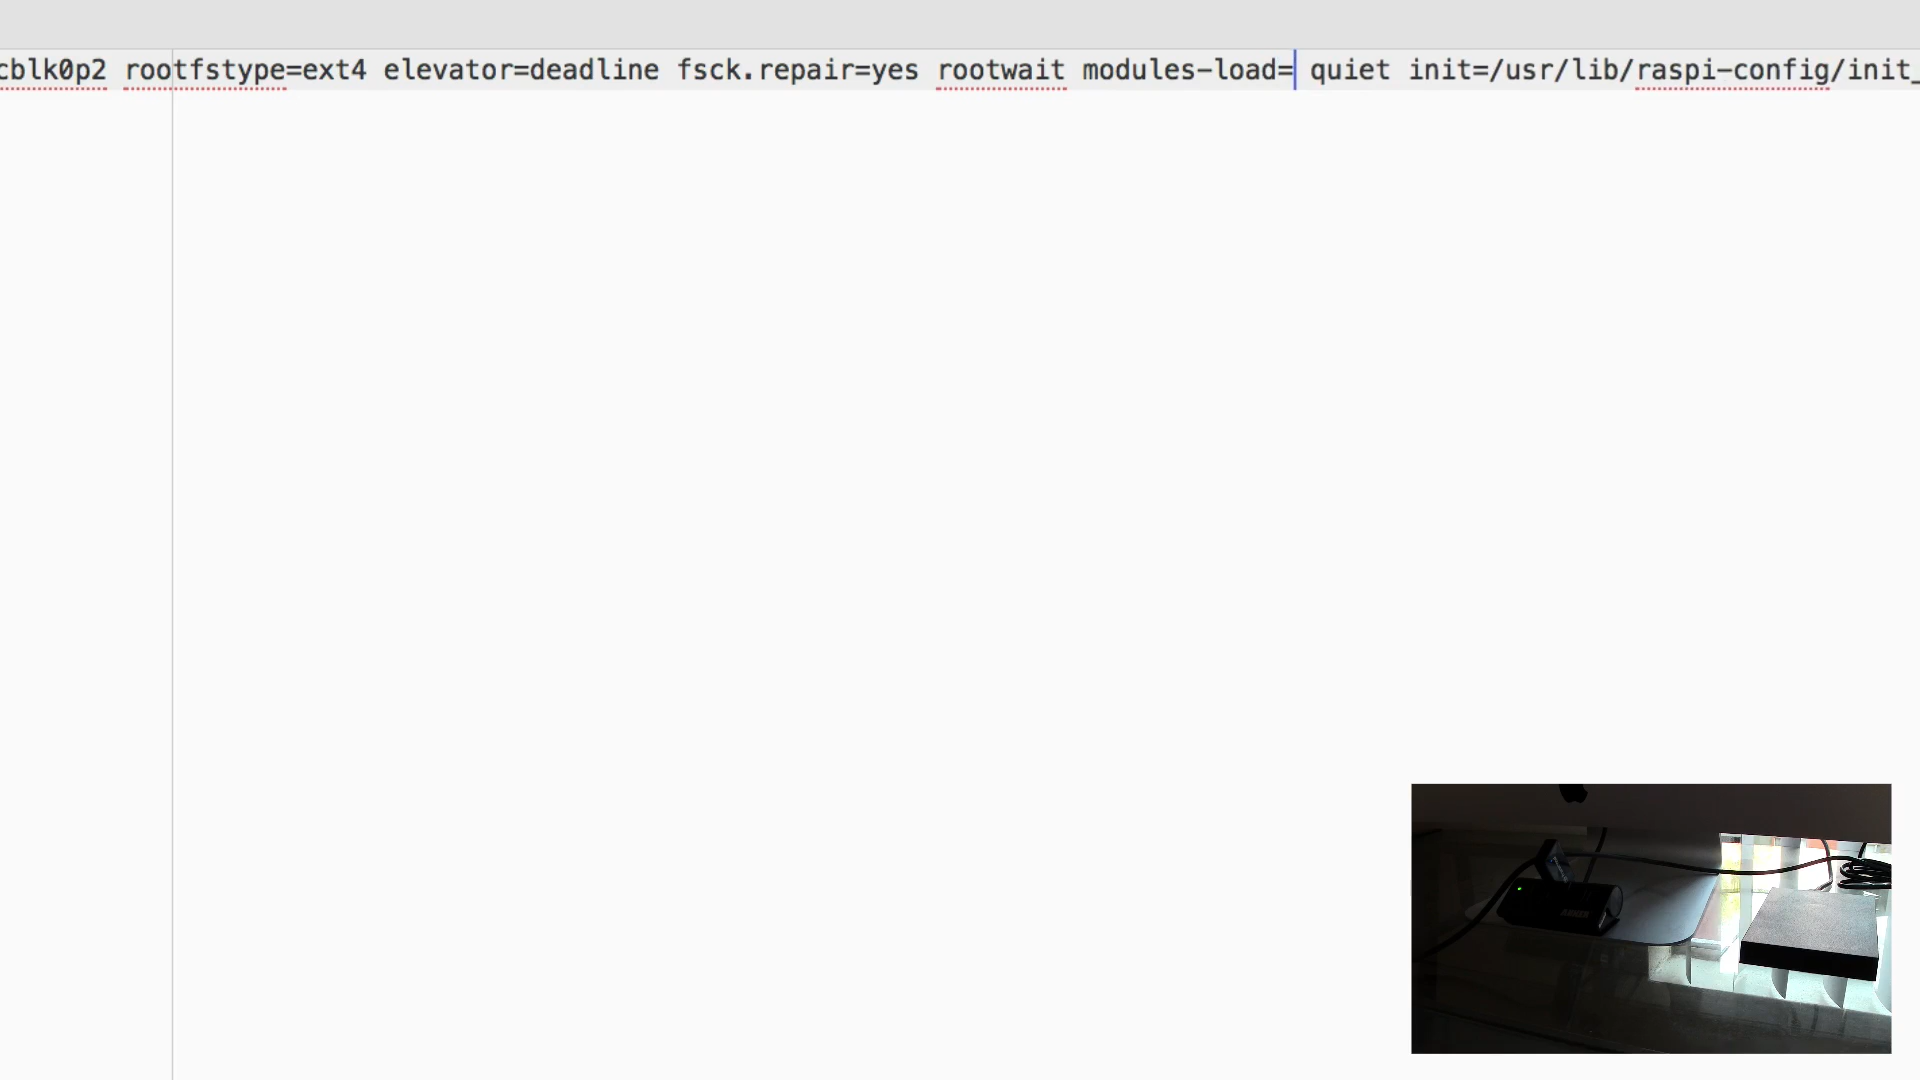 cblk0p2 rootfstype=ext4 elevator=deadline fsck.repair=yes rootwait modules-load= quiet init=/usr/lib/raspi-config/init_